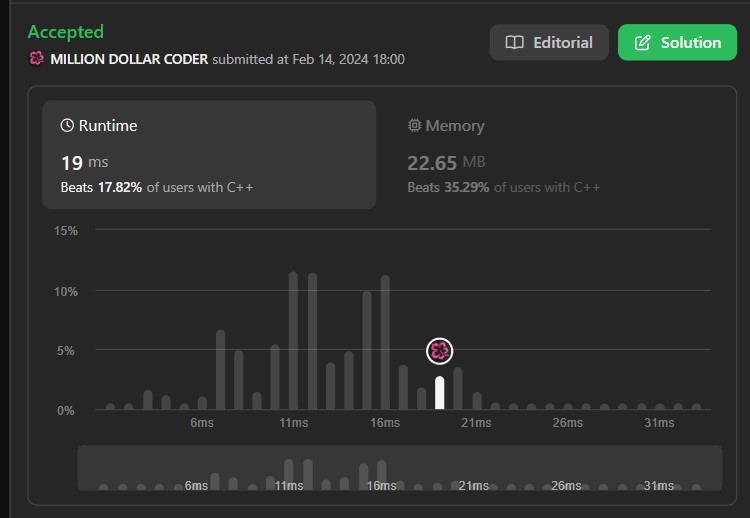 Accepted
Editorial
Solution
MILLION DOLLAR CODER submitted at Feb 14, 2024 18:00
Runtime
19 ms
Beats 17.82% of users with C++
Memory
22.65 MB
Beats 35.29% of users with C++
15%
10%
5%
0%
6ms 11ms 16ms 21ms 26ms 31ms
6ms 11ms 16ms 21ms 26ms 31ms